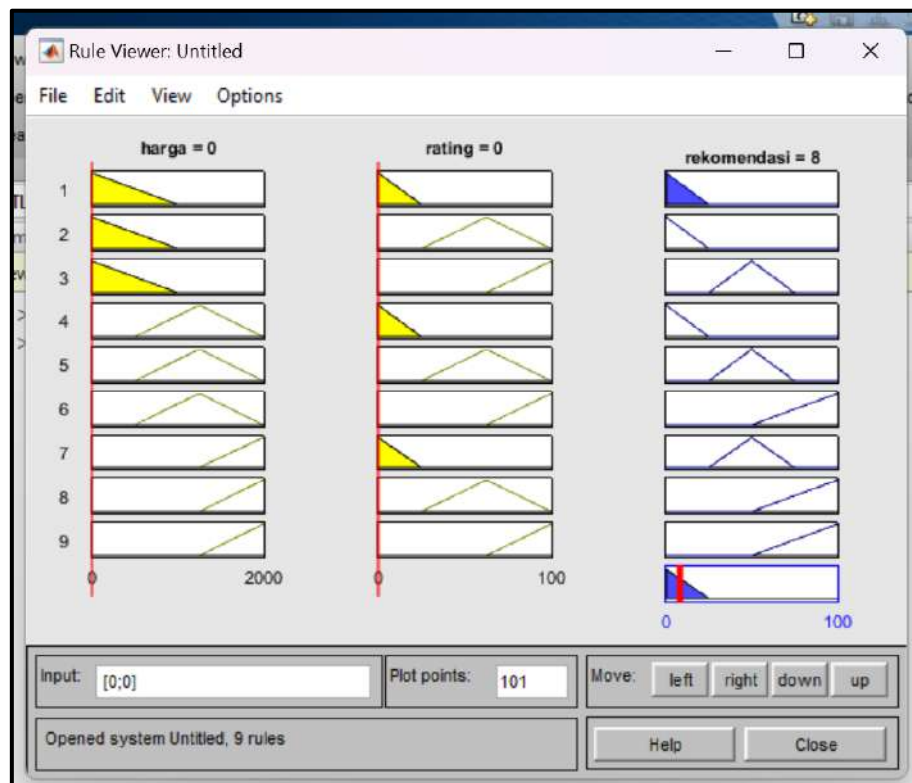 Rule Viewer: Untitled
File Edit View Options
harga = 0 rating = 0 rekomendasi = 8
1
2
3
4
5
6
7
8
9
0 2000 0 100
0 100
Input: [0;0] Plot points: 101 Move: left right down up
Opened system Untitled, 9 rules Help Close